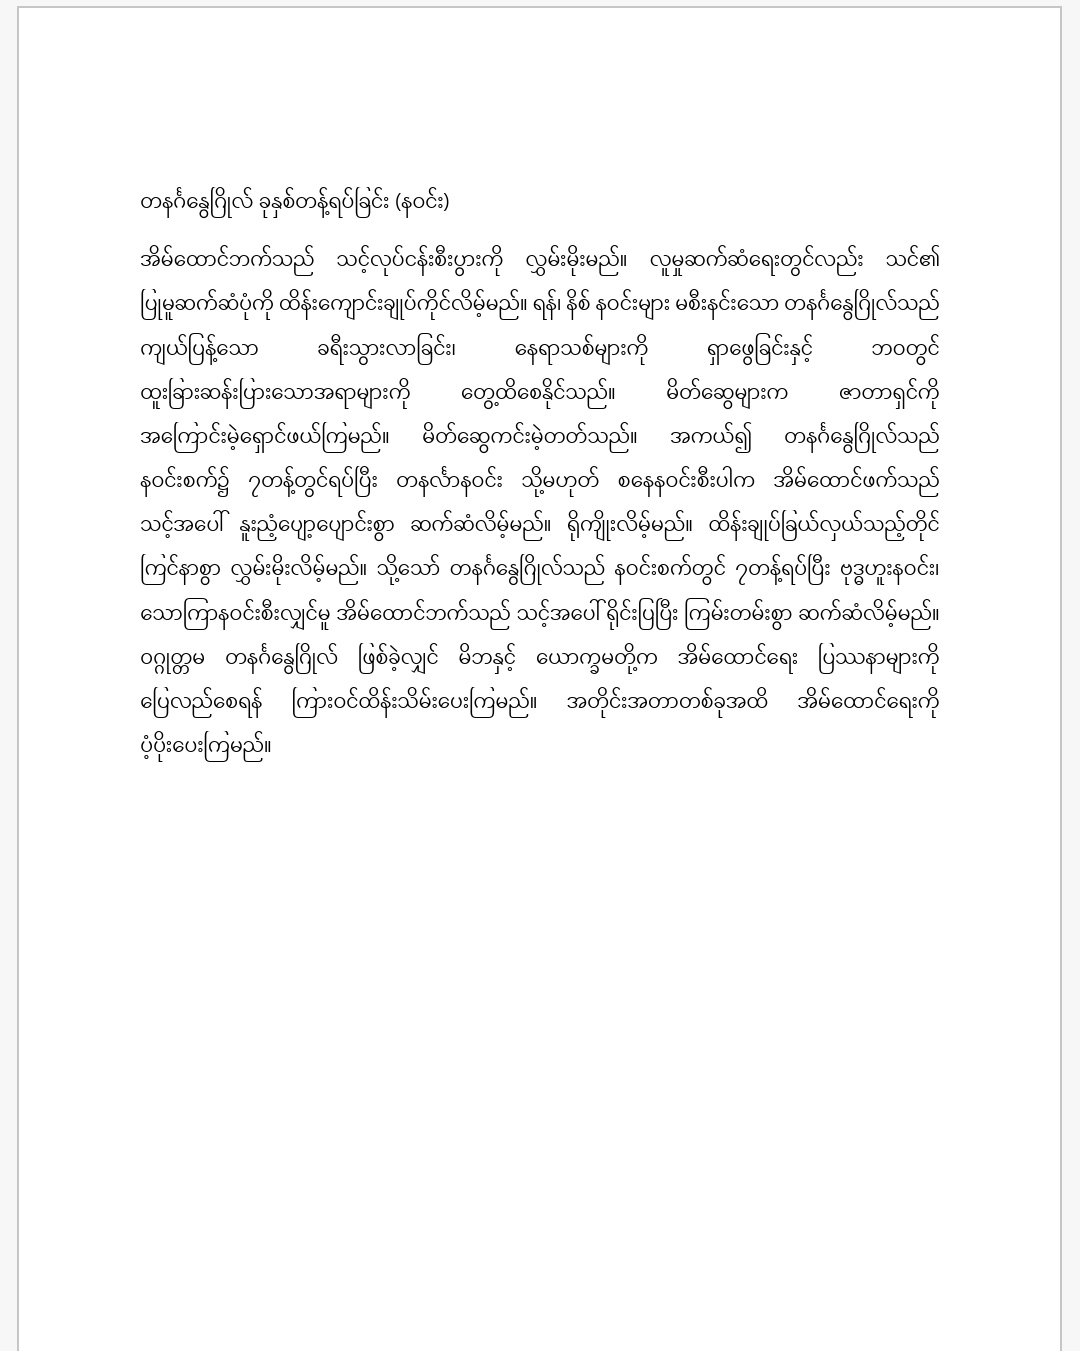 တနင်္ဂနွေဂြိုလ် ခုနှစ်တန့်ရပ်ခြင်း (နဝင်း)
အိမ်ထောင်ဘက်သည် သင့်လုပ်ငန်းစီးပွားကို လွှမ်းမိုးမည်။ လူမှုဆက်ဆံရေးတွင်လည်း သင်၏
ပြုမူဆက်ဆံပုံကို ထိန်းကျောင်းချုပ်ကိုင်လိမ့်မည်။ ရန်၊ နိစ် နဝင်းများ မစီးနင်းသော တနင်္ဂနွေဂြိုလ်သည်
ကျယ်ပြန့်သော ခရီးသွားလာခြင်း၊ နေရာသစ်များကို ရှာဖွေခြင်းနှင့် ဘဝတွင်
ထူးခြားဆန်းပြားသောအရာများကို တွေ့ထိစေနိုင်သည်။ မိတ်ဆွေများက ဇာတာရှင်ကို
အကြောင်းမဲ့ရှောင်ဖယ်ကြမည်။ မိတ်ဆွေကင်းမဲ့တတ်သည်။ အကယ်၍ တနင်္ဂနွေဂြိုလ်သည်
နဝင်းစက်၌ ၇တန့်တွင်ရပ်ပြီး တနင်္လာနဝင်း သို့မဟုတ် စနေနဝင်းစီးပါက အိမ်ထောင်ဖက်သည်
သင့်အပေါ် နူးညံ့ပျော့ပျောင်းစွာ ဆက်ဆံလိမ့်မည်။ ရိုကျိုးလိမ့်မည်။ ထိန်းချုပ်ခြယ်လှယ်သည့်တိုင်
ကြင်နာစွာ လွှမ်းမိုးလိမ့်မည်။ သို့သော် တနင်္ဂနွေဂြိုလ်သည် နဝင်းစက်တွင် ၇တန့်ရပ်ပြီး ဗုဒ္ဓဟူးနဝင်း၊
သောကြာနဝင်းစီးလျှင်မူ အိမ်ထောင်ဘက်သည် သင့်အပေါ် ရိုင်းပြပြီး ကြမ်းတမ်းစွာ ဆက်ဆံလိမ့်မည်။
ဝဂ္ဂုတ္တမ တနင်္ဂနွေဂြိုလ် ဖြစ်ခဲ့လျှင် မိဘနှင့် ယောက္ခမတို့က အိမ်ထောင်ရေး ပြဿနာများကို
ပြေလည်စေရန် ကြားဝင်ထိန်းသိမ်းပေးကြမည်။ အတိုင်းအတာတစ်ခုအထိ အိမ်ထောင်ရေးကို
ပံ့ပိုးပေးကြမည်။